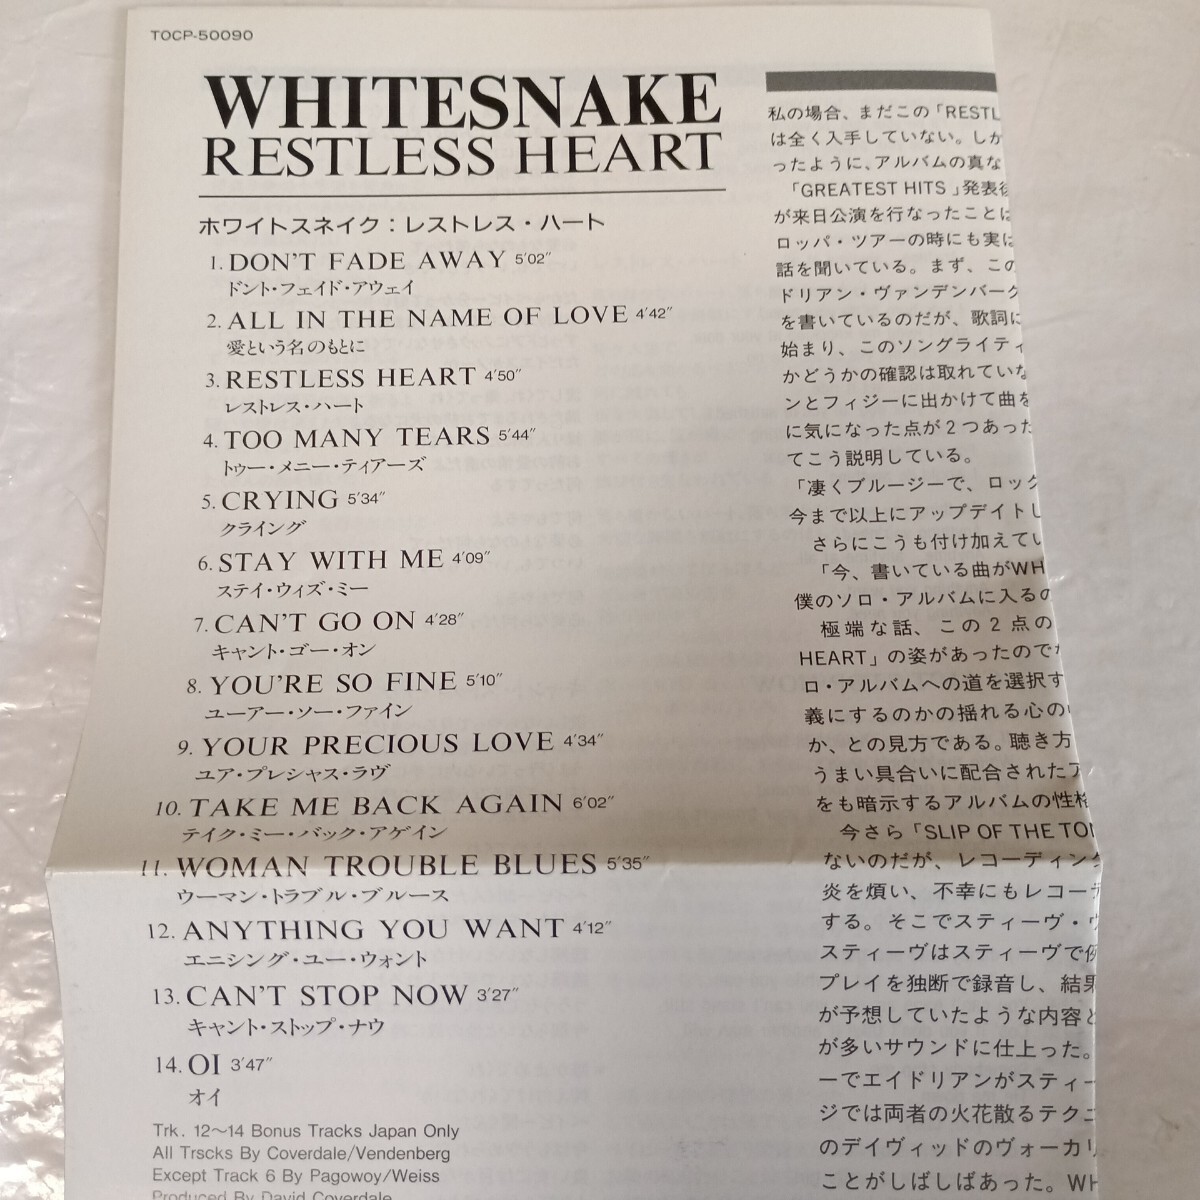 TOCP-50090
WHITESNAKE
RESTLESS HEART
ホワイトスネイク：レストレス・ハート
1. DON'T FADE AWAY 5'02"
ドント・フェイド・アウェイ
2. ALL IN THE NAME OF LOVE 4'42"
愛という名のもとに
3. RESTLESS HEART 4'50"
レストレス・ハート
4. TOO MANY TEARS 5'44"
トゥー・メニー・ティアーズ
5. CRYING 5'34"
クライング
6. STAY WITH ME 4'09"
ステイ・ウィズ・ミー
7. CAN'T GO ON 4'28"
キャント・ゴー・オン
8. YOU'RE SO FINE 5'10"
ユーアー・ソー・ファイン
9. YOUR PRECIOUS LOVE 4'34"
ユア・プレシャス・ラヴ
10. TAKE ME BACK AGAIN 6'02"
テイク・ミー・バック・アゲイン
11. WOMAN TROUBLE BLUES 5'35"
ウーマン・トラブル・ブルース
12. ANYTHING YOU WANT 4'12"
エニシング・ユー・ウォント
13. CAN'T STOP NOW 3'27"
キャント・ストップ・ナウ
14. OI 3'47"
オイ
Trk. 12〜14 Bonus Tracks Japan Only
All Trscks By Coverdale/Vendenberg
Except Track 6 By Pagowoy/Weiss
Produced By David Coverdale
私の場合、まだこの「RESTL
は全く入手していない。しか
ったように、アルバムの真な
「GREATEST HITS」発表後
が来日公演を行なったことは
ロッパ・ツアーの時にも実は
話を聞いている。まず、この
ドリアン・ヴァンデンバーグ
を書いているのだが、歌詞に
始まり、このソングライティ
かどうかの確認は取れていな
ンとフィジーに出かけて曲を
に気になった点が２つあった
てこう説明している。
「凄くブルージーで、ロック
今まで以上にアップデイトし
さらにこうも付け加えてい
「今、書いている曲がWH
僕のソロ・アルバムに入るの
極端な話、この２点の
HEART」の姿があったのでか
ロ・アルバムへの道を選択す
義にするのかの揺れる心の
か、との見方である。聴き方
うまい具合いに配合されたア
をも暗示するアルバムの性格
今さら「SLIP OF THE TON
ないのだが、レコーディング
炎を煩い、不幸にもレコーデ
する。そこでスティーヴ・ヴ
スティーヴはスティーヴで例
プレイを独断で録音し、結果
が予想していたような内容と
が多いサウンドに仕上った。
ーでエイドリアンがスティー
ジでは両者の火花散るテクニ
のデイヴィッドのヴォーカリ
ことがしばしばあった。WH